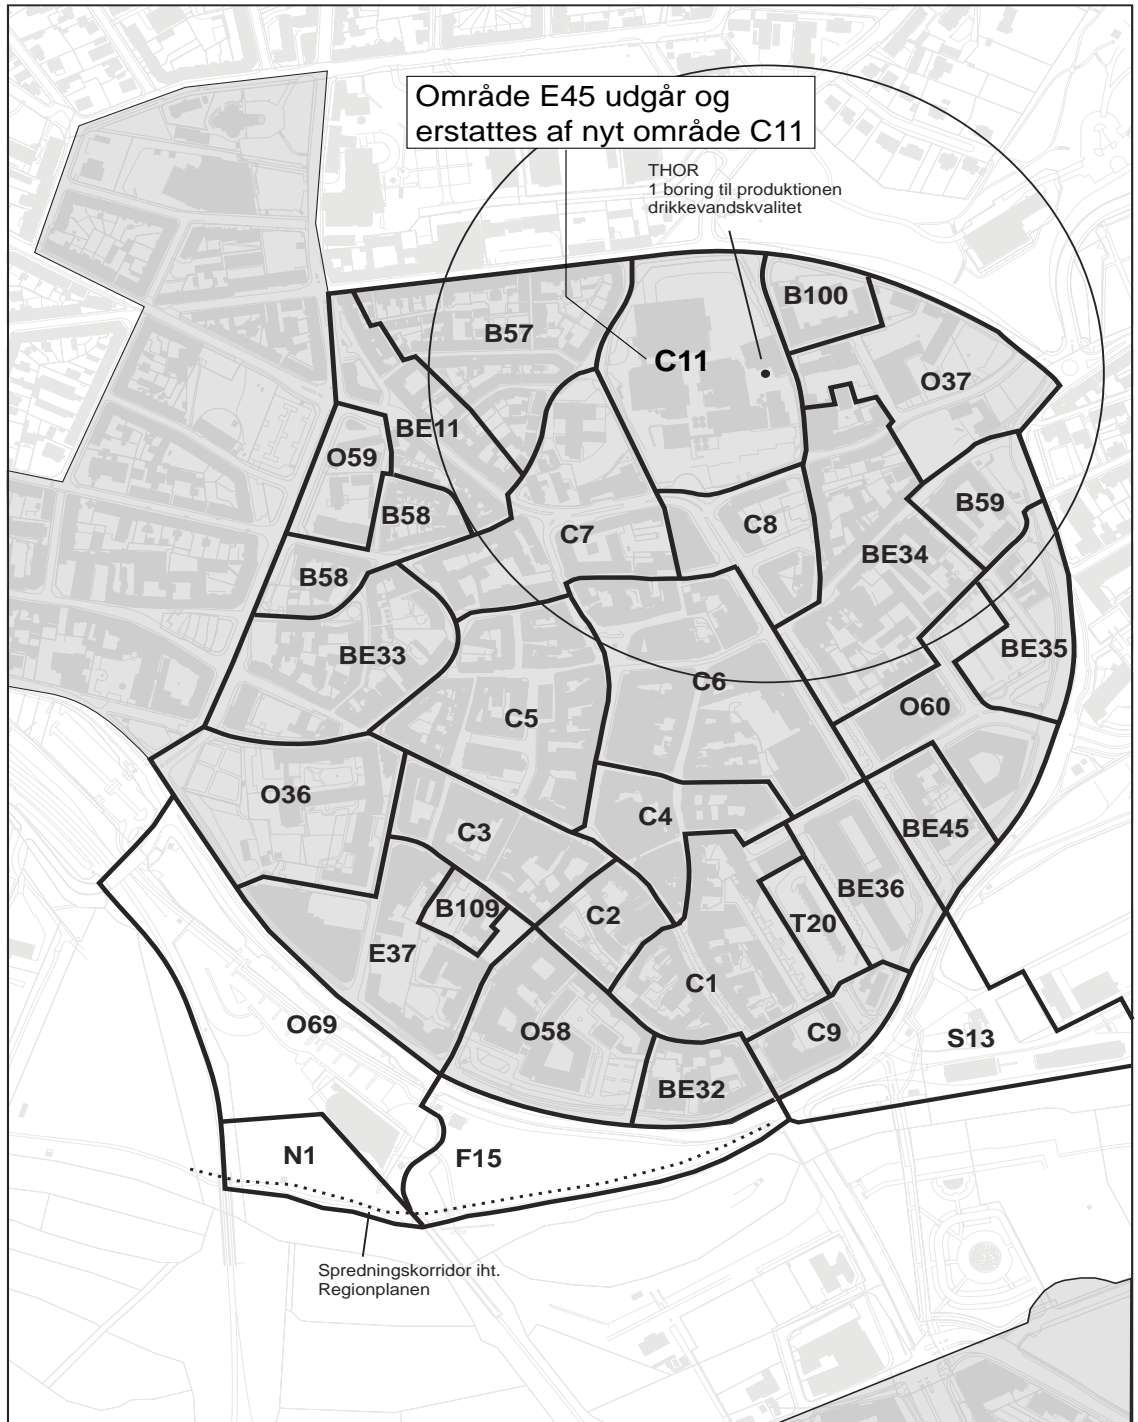 Område E45 udgår og
erstattes af nyt område C11
THOR
1 boring til produktionen
drikkevandskvalitet
B100
B57
C11
O37
BE11
O59
B58
B59
C8
C7
BE34
B58
BE35
BE33
C6
O60
C5
O36
C4
C3
BE45
BE36
B109
C2
T20
E37
C1
O69
O58
C9
S13
BE32
N1
F15
Spredningskorridor iht.
Regionplanen